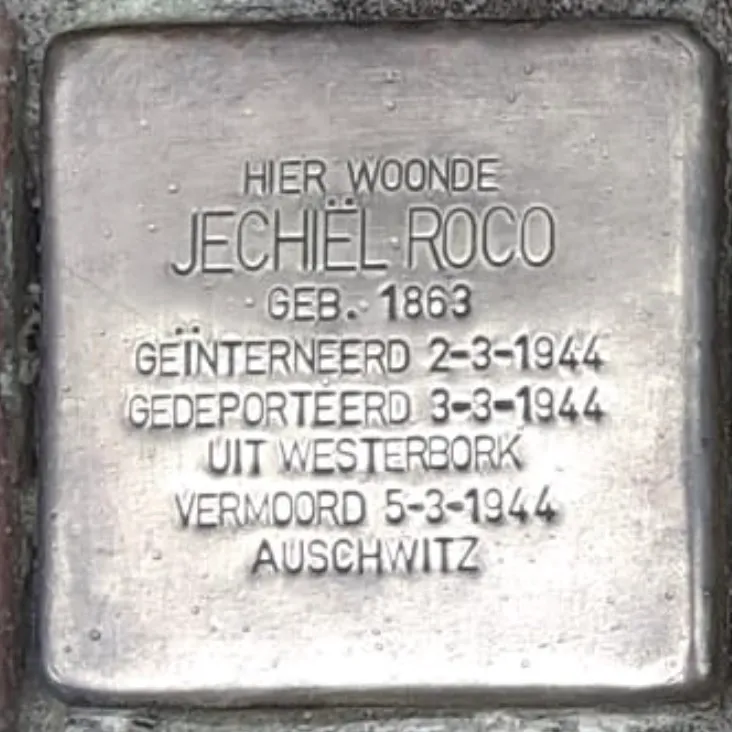 HIER WOONDE
JECHIËL ROCO
GEB. 1863
GEÏNTERNEERD 2-3-1944
GEDEPORTEERD 3-3-1944
UIT WESTERBORK
VERMOORD 5-3-1944
AUSCHWITZ